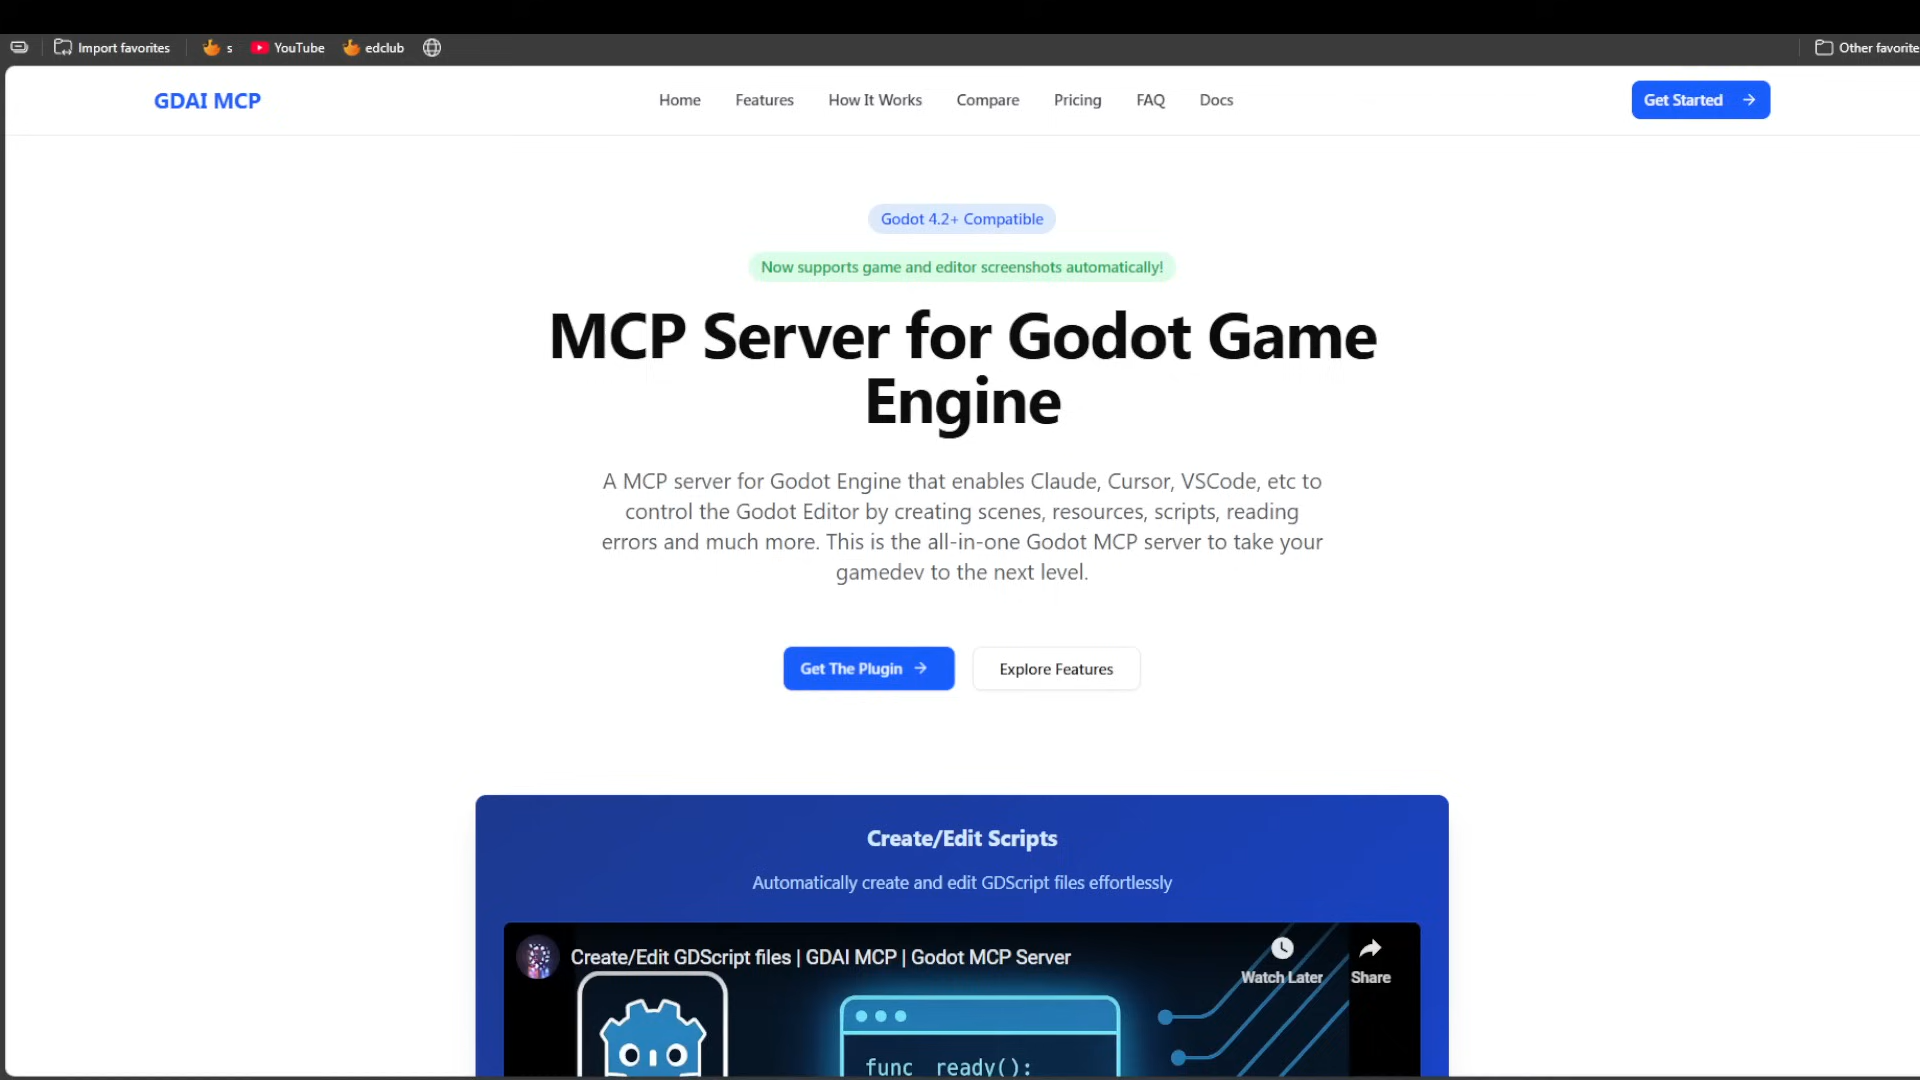 Import favorites
s
YouTube
edclub
Other favorite
GDAI MCP
Home
Features
How It Works
Compare
Pricing
FAQ
Docs
Get Started
Godot 4.2+ Compatible
Now supports game and editor screenshots automatically!
MCP Server for Godot Game
Engine
A MCP server for Godot Engine that enables Claude, Cursor, VSCode, etc to
control the Godot Editor by creating scenes, resources, scripts, reading
errors and much more. This is the all-in-one Godot MCP server to take your
gamedev to the next level.
Get The Plugin
Explore Features
Create/Edit Scripts
Automatically create and edit GDScript files effortlessly
Create/Edit GDScript files | GDAI MCP | Godot MCP Server
Watch Later
Share
func _ready():